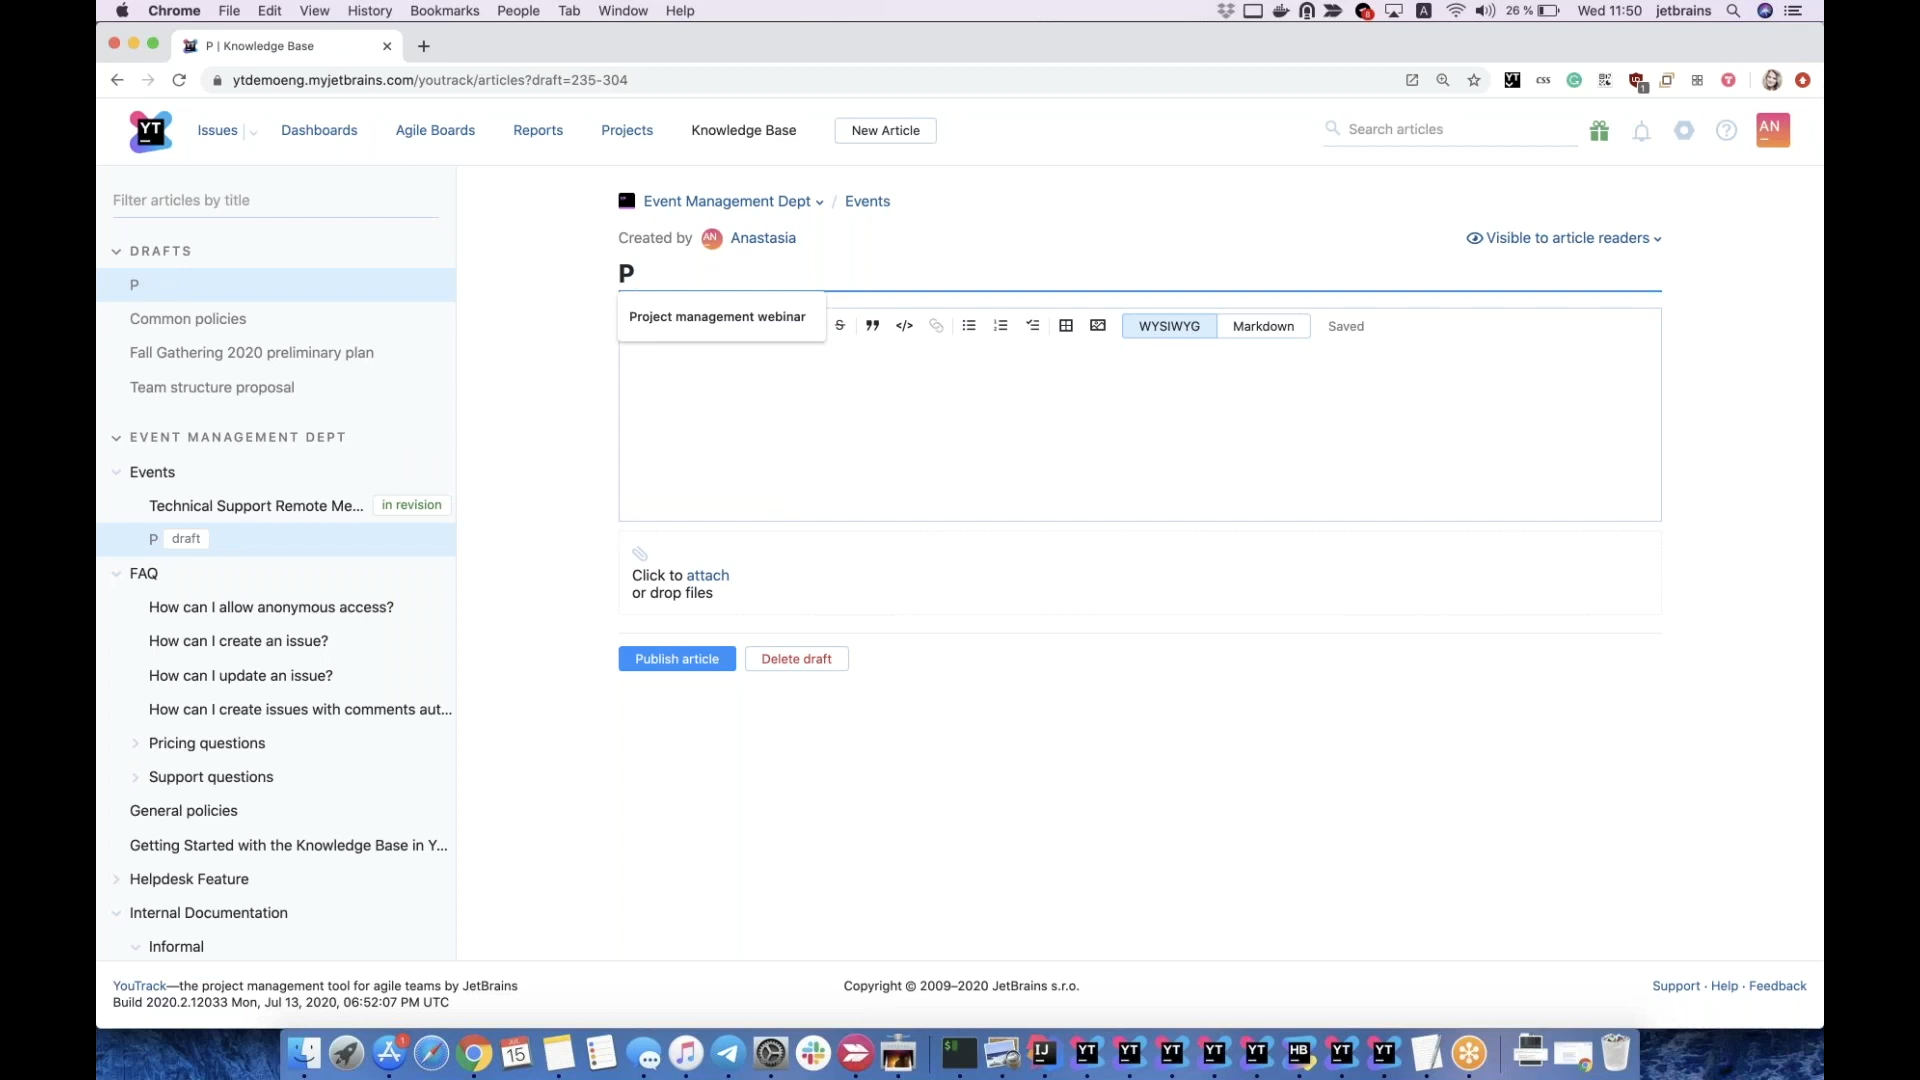 Chrome File Edit View History Bookmarks People Tab Window Help 26 % Wed 11:50 jetbrains
P | Knowledge Base
ytdemoeng.myjetbrains.com/youtrack/articles?draft=235-304
Issues Dashboards Agile Boards Reports Projects Knowledge Base New Article Search articles AN
Filter articles by title
DRAFTS
P
Common policies
Fall Gathering 2020 preliminary plan
Team structure proposal
EVENT MANAGEMENT DEPT
Events
Technical Support Remote Me... in revision
P draft
FAQ
How can I allow anonymous access?
How can I create an issue?
How can I update an issue?
How can I create issues with comments aut...
Pricing questions
Support questions
General policies
Getting Started with the Knowledge Base in Y...
Helpdesk Feature
Internal Documentation
Informal
Event Management Dept / Events
Created by AN Anastasia Visible to article readers
P
Project management webinar
WYSIWYG Markdown Saved
Click to attach
or drop files
Publish article Delete draft
YouTrack—the project management tool for agile teams by JetBrains
Build 2020.2.12033 Mon, Jul 13, 2020, 06:52:07 PM UTC
Copyright © 2009–2020 JetBrains s.r.o.
Support · Help · Feedback